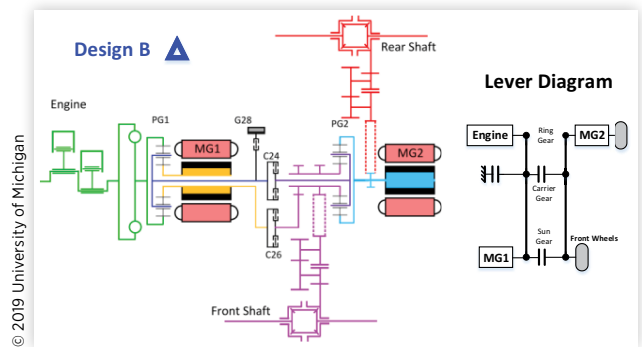 Design B
Rear Shaft
Engine
PG1
G28
PG2
MG1
C24
MG2
C26
Front Shaft
Lever Diagram
Engine
Ring
Gear
MG2
Carrier
Gear
Sun
Gear
Front Wheels
MG1
© 2019 University of Michigan